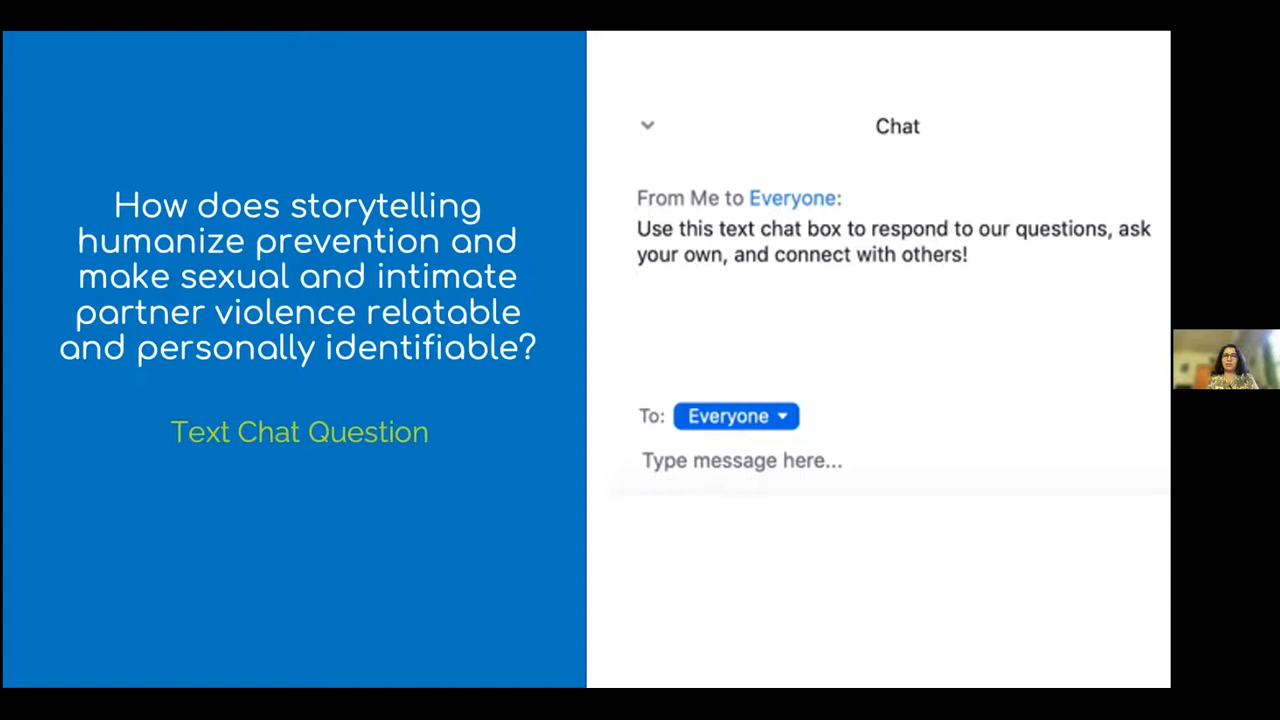 How does storytelling
humanize prevention and
make sexual and intimate
partner violence relatable
and personally identifiable?
Text Chat Question
Chat
From Me to Everyone:
Use this text chat box to respond to our questions, ask
your own, and connect with others!
To: Everyone
Type message here...